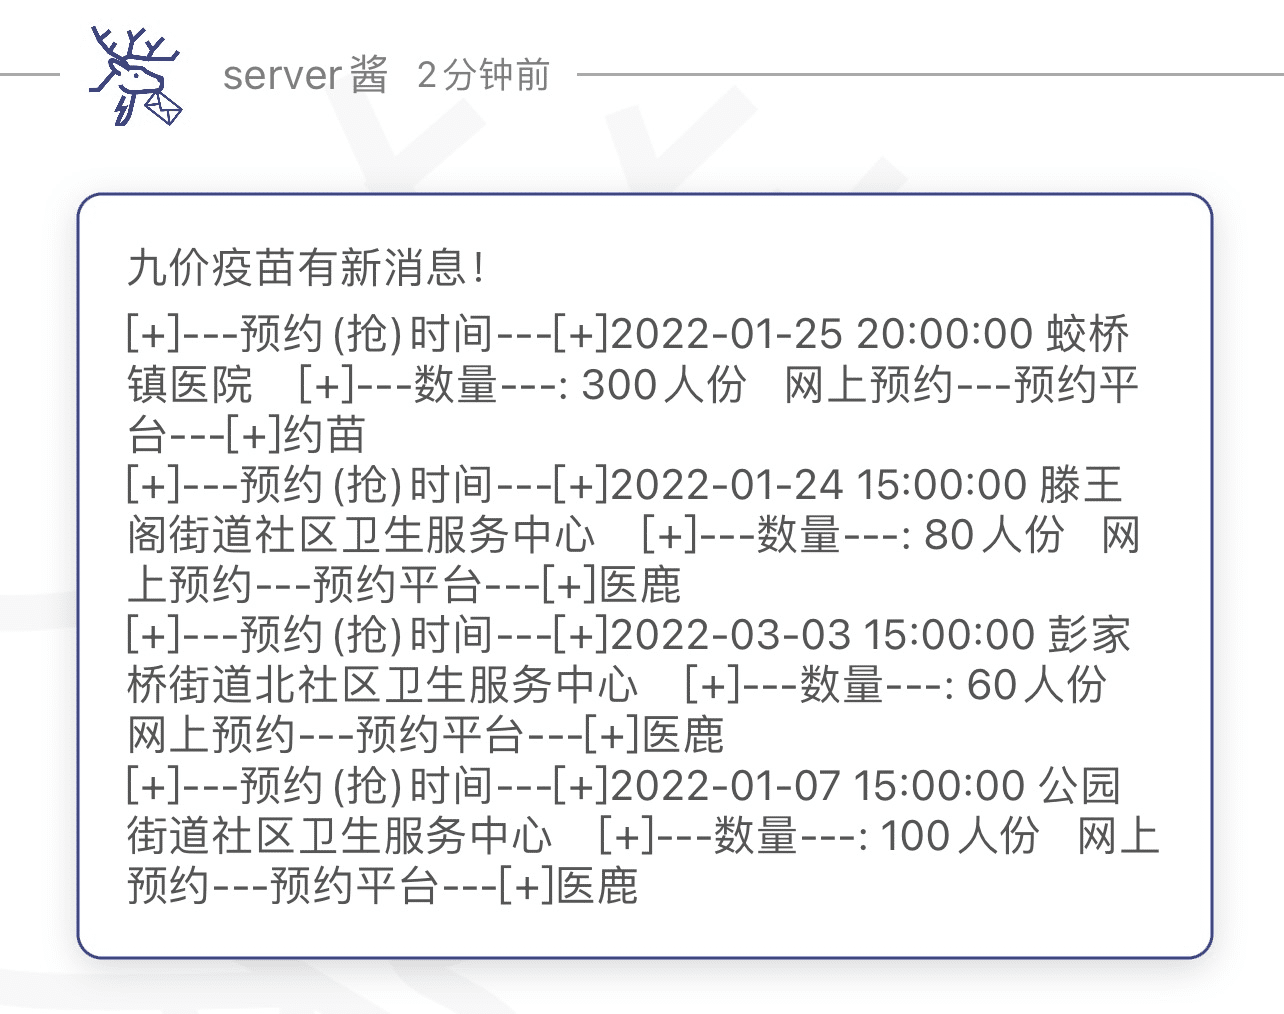 server酱 2分钟前
九价疫苗有新消息！
[+]---预约(抢)时间---[+]2022-01-25 20:00:00 蛟桥
镇医院 [+]---数量---: 300人份 网上预约---预约平
台---[+]约苗
[+]---预约(抢)时间---[+]2022-01-24 15:00:00 滕王
阁街道社区卫生服务中心 [+]---数量---: 80人份 网
上预约---预约平台---[+]医鹿
[+]---预约(抢)时间---[+]2022-03-03 15:00:00 彭家
桥街道北社区卫生服务中心 [+]---数量---: 60人份
网上预约---预约平台---[+]医鹿
[+]---预约(抢)时间---[+]2022-01-07 15:00:00 公园
街道社区卫生服务中心 [+]---数量---: 100人份 网上
预约---预约平台---[+]医鹿